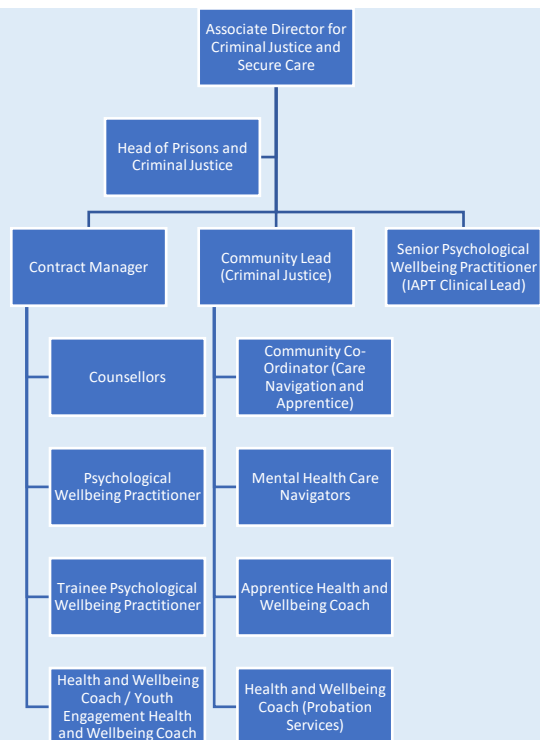 Associate Director for
Criminal Justice and
Secure Care
Head of Prisons and
Criminal Justice
Contract Manager
Community Lead
(Criminal Justice)
Senior Psychological
Wellbeing Practitioner
(IAPT Clinical Lead)
Counsellors
Community Co-
Ordinator (Care
Navigation and
Apprentice)
Psychological
Wellbeing Practitioner
Mental Health Care
Navigators
Trainee Psychological
Wellbeing Practitioner
Apprentice Health and
Wellbeing Coach
Health and Wellbeing
Coach / Youth
Engagement Health
and Wellbeing Coach
Health and Wellbeing
Coach (Probation
Services)